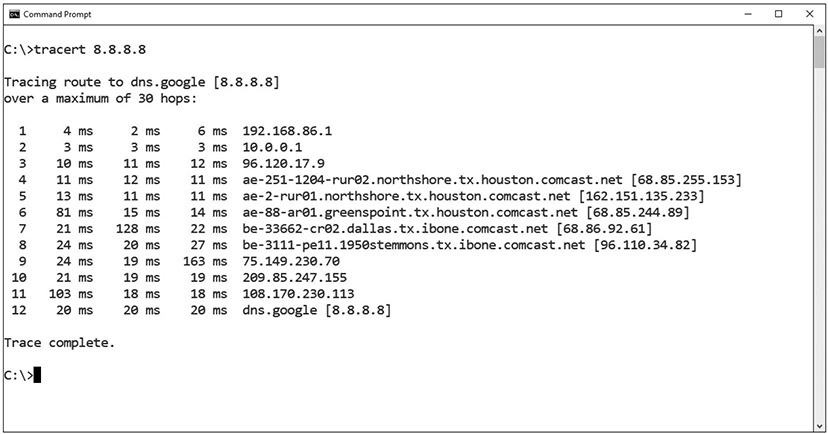 Command Prompt
C:\>tracert 8.8.8.8
Tracing route to dns.google [8.8.8.8]
over a maximum of 30 hops:
1 4 ms 2 ms 6 ms 192.168.86.1
2 3 ms 3 ms 3 ms 10.0.0.1
3 10 ms 11 ms 12 ms 96.120.17.9
4 11 ms 12 ms 11 ms ae-251-1204-rur02.northshore.tx.houston.comcast.net [68.85.255.153]
5 13 ms 11 ms 11 ms ae-2-rur01.northshore.tx.houston.comcast.net [162.151.135.233]
6 81 ms 15 ms 14 ms ae-88-ar01.greenspoint.tx.houston.comcast.net [68.85.244.89]
7 21 ms 128 ms 22 ms be-33662-cr02.dallas.tx.ibone.comcast.net [68.86.92.61]
8 24 ms 20 ms 27 ms be-3111-pe11.1950stemmons.tx.ibone.comcast.net [96.110.34.82]
9 24 ms 19 ms 163 ms 75.149.230.70
10 21 ms 19 ms 19 ms 209.85.247.155
11 103 ms 18 ms 18 ms 108.170.230.113
12 20 ms 20 ms 20 ms dns.google [8.8.8.8]
Trace complete.
C:\>